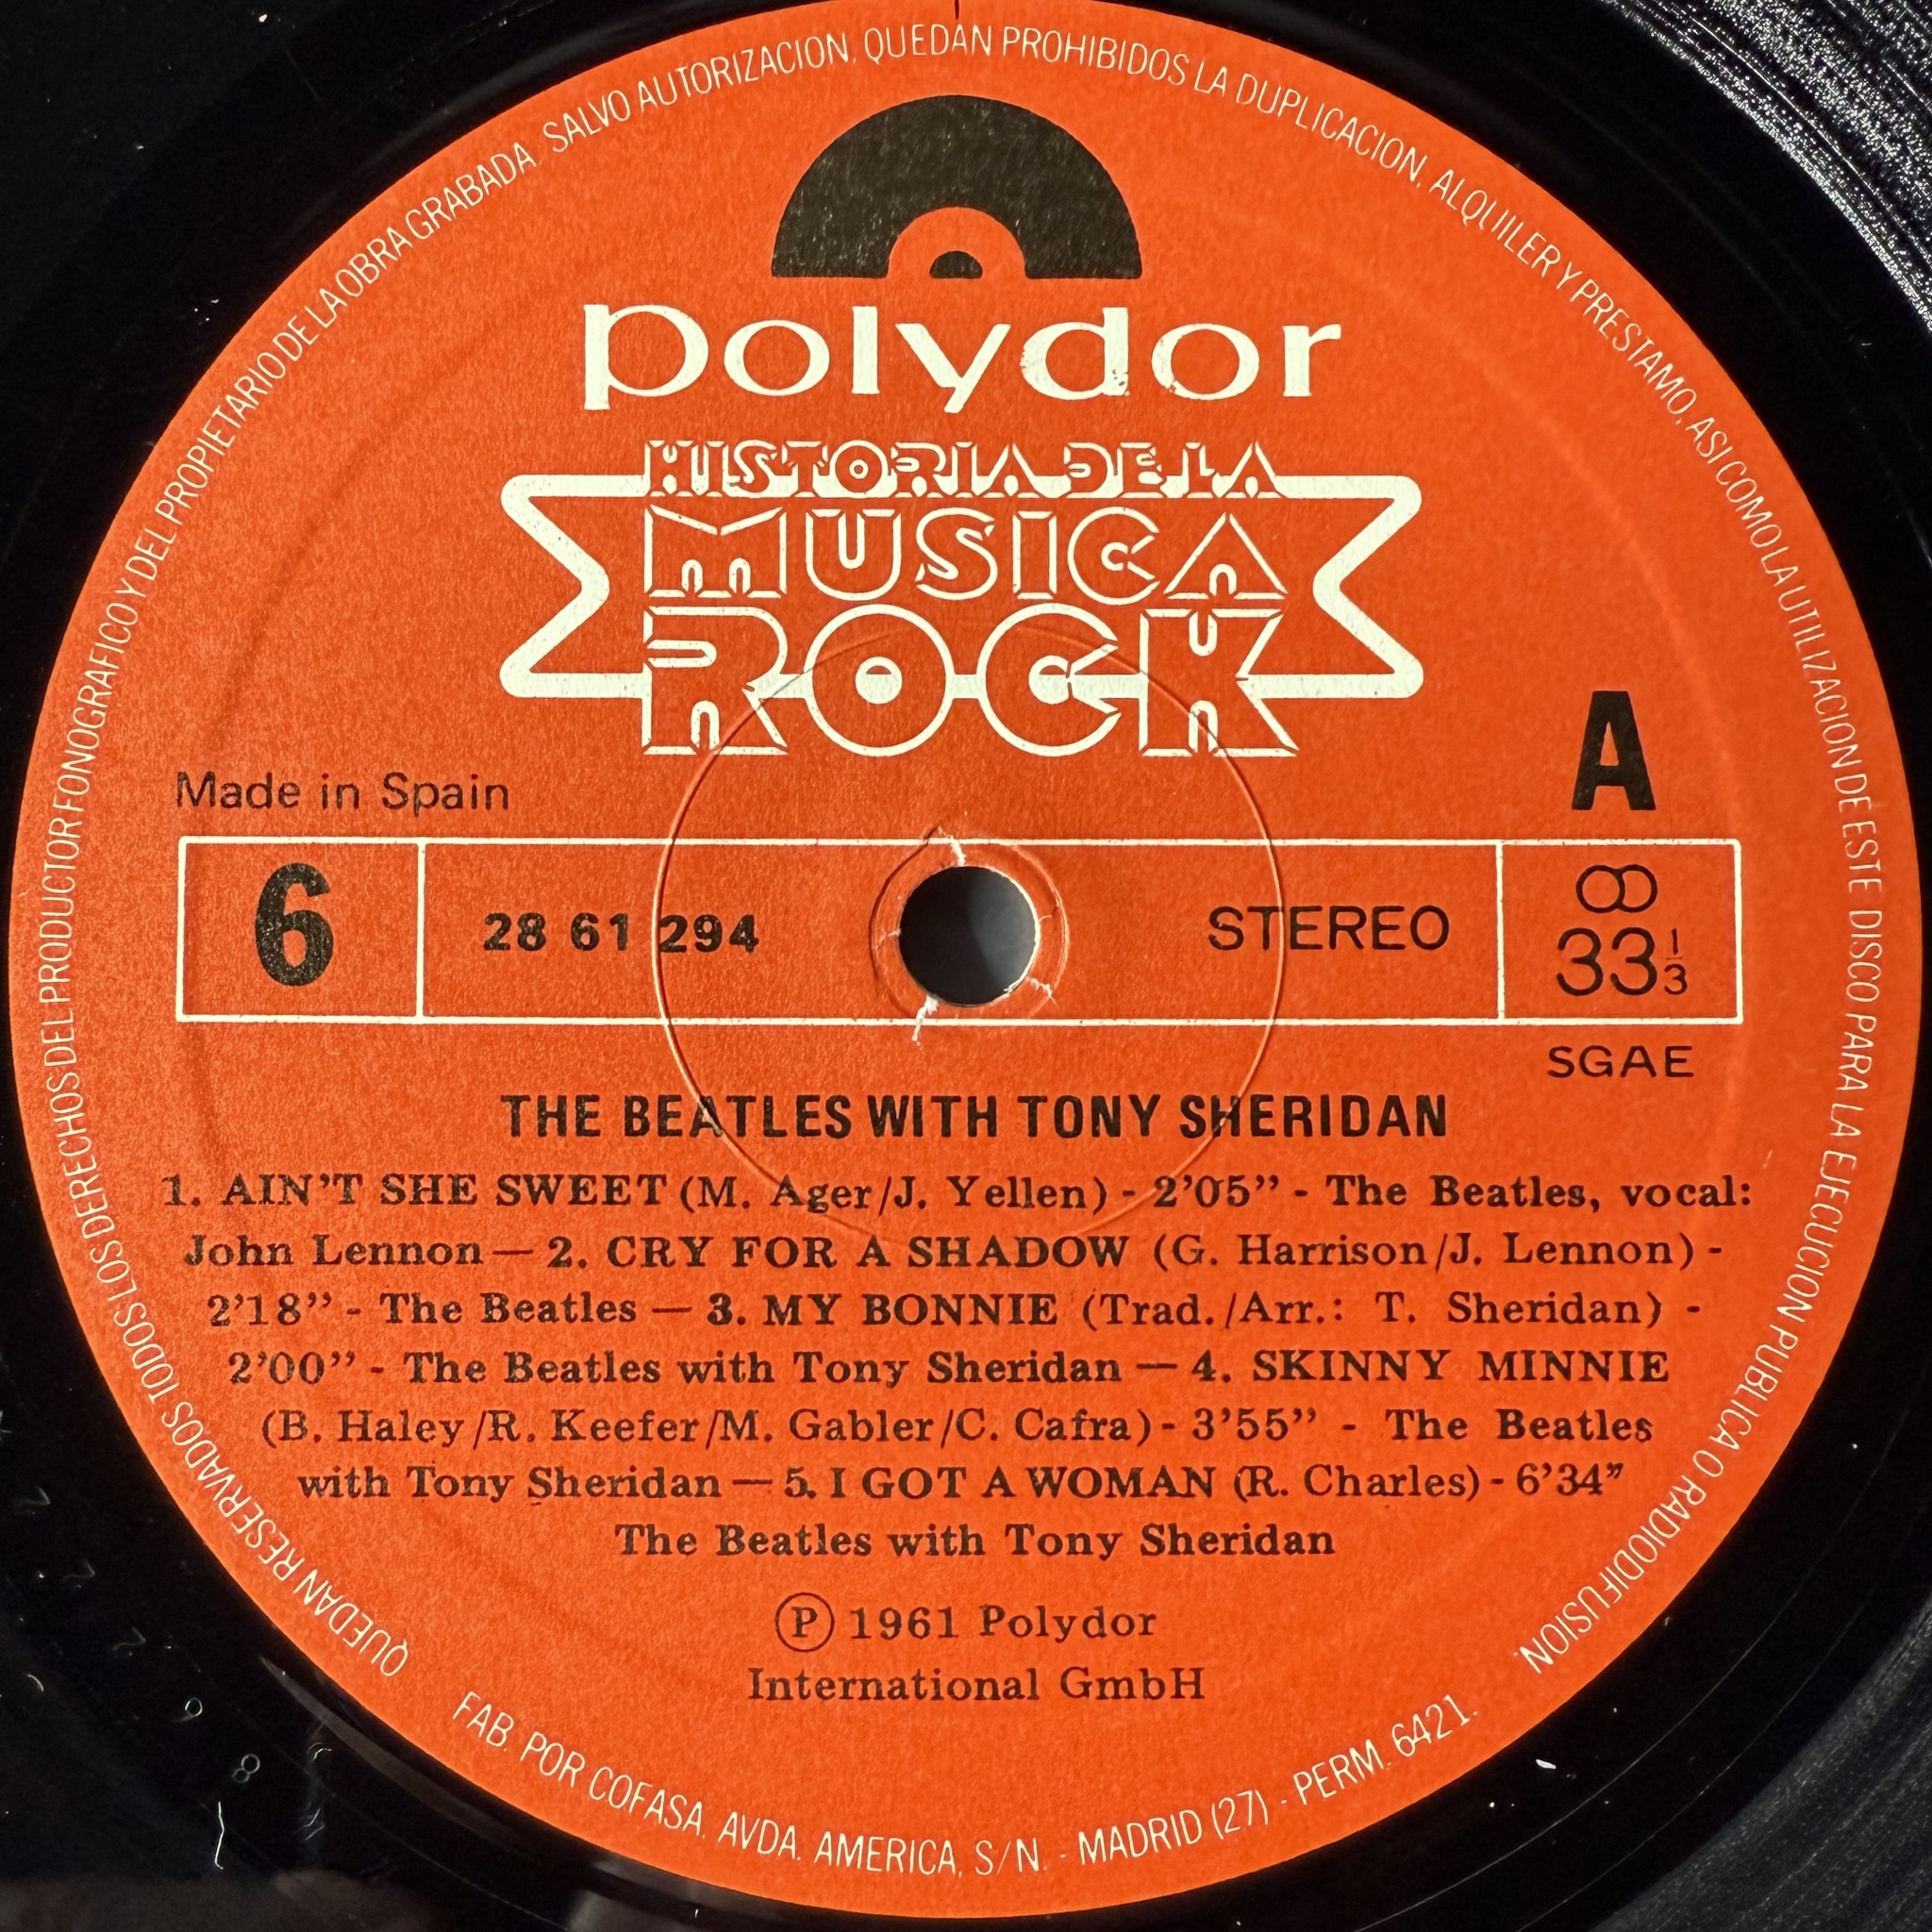 QUEDAN RESERVADOS TODOS LOS DERECHOS DEL PRODUCTOR FONOGRAFICO Y DEL PROPIETARIO DE LA OBRA GRABADA. SALVO AUTORIZACION, QUEDAN PROHIBIDOS LA DUPLICACION, ALQUILER Y PRESTAMO, ASI COMO LA UTILIZACION DE ESTE DISCO PARA LA EJECUCION PUBLICA O RADIODIFUSION.
polydor
HISTORIA DE LA
MUSICA
ROCK
A
Made in Spain
6
28 61 294
STEREO
33 1/3
SGAE
THE BEATLES WITH TONY SHERIDAN
1. AIN'T SHE SWEET (M. Ager/J. Yellen) - 2'05" - The Beatles, vocal:
John Lennon — 2. CRY FOR A SHADOW (G. Harrison/J. Lennon) -
2'18" - The Beatles — 3. MY BONNIE (Trad./Arr.: T. Sheridan) -
2'00" - The Beatles with Tony Sheridan — 4. SKINNY MINNIE
(B. Haley/R. Keefer/M. Gabler/C. Cafra) - 3'55" - The Beatles
with Tony Sheridan — 5. I GOT A WOMAN (R. Charles) - 6'34"
The Beatles with Tony Sheridan
Ⓟ 1961 Polydor
International GmbH
FAB. POR COFASA. AVDA. AMERICA, S/N. - MADRID (27) - PERM. 6421.
8